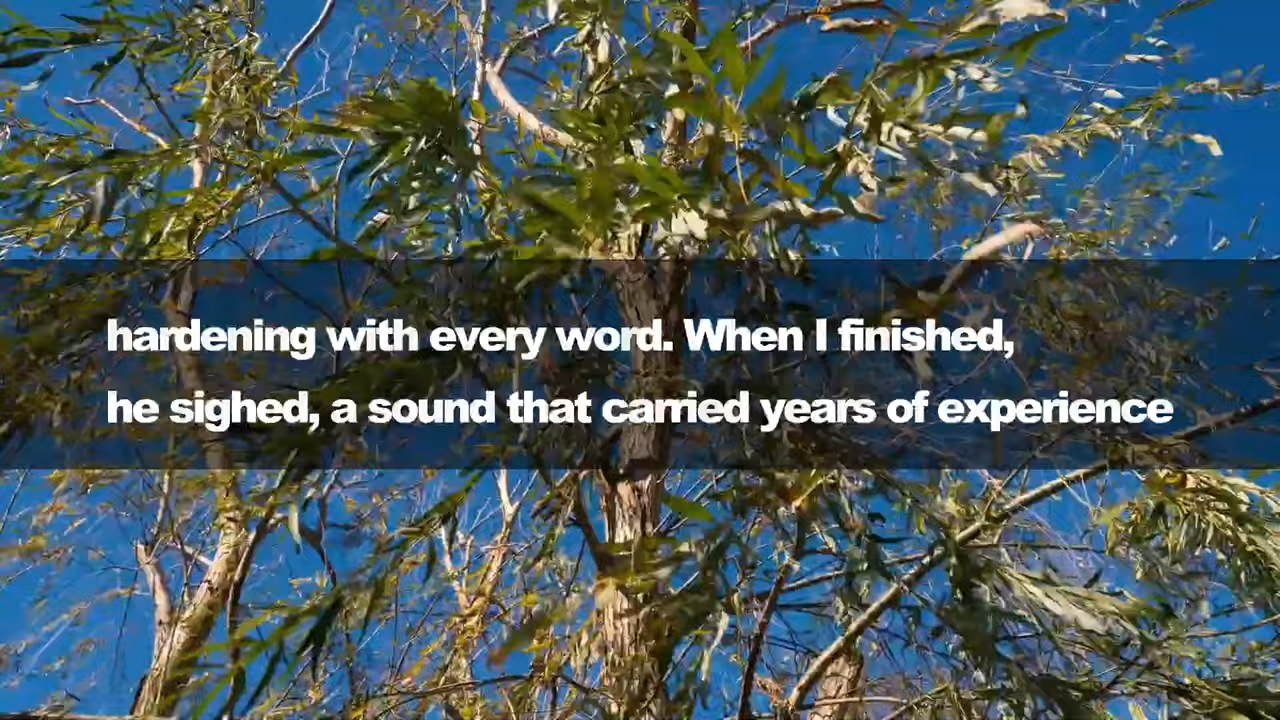 hardening with every word. When I finished,
he sighed, a sound that carried years of experience